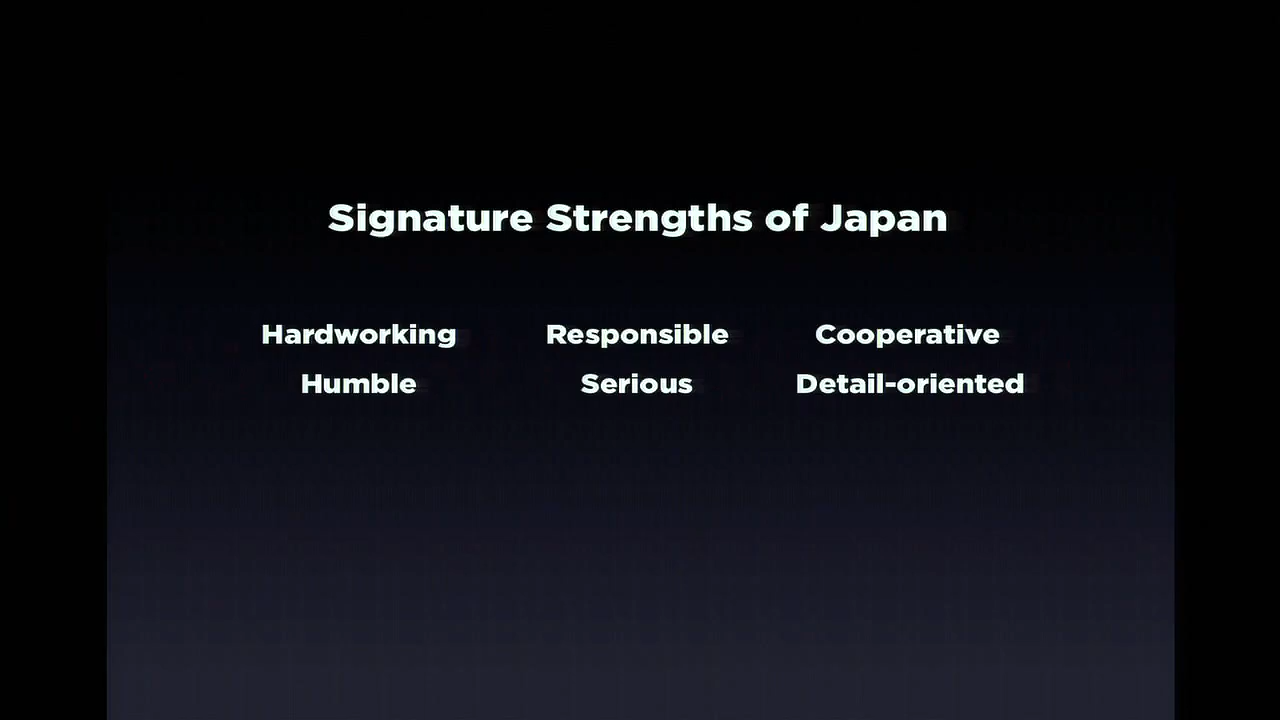 Signature Strengths of Japan
Hardworking Responsible Cooperative
Humble Serious Detail-oriented